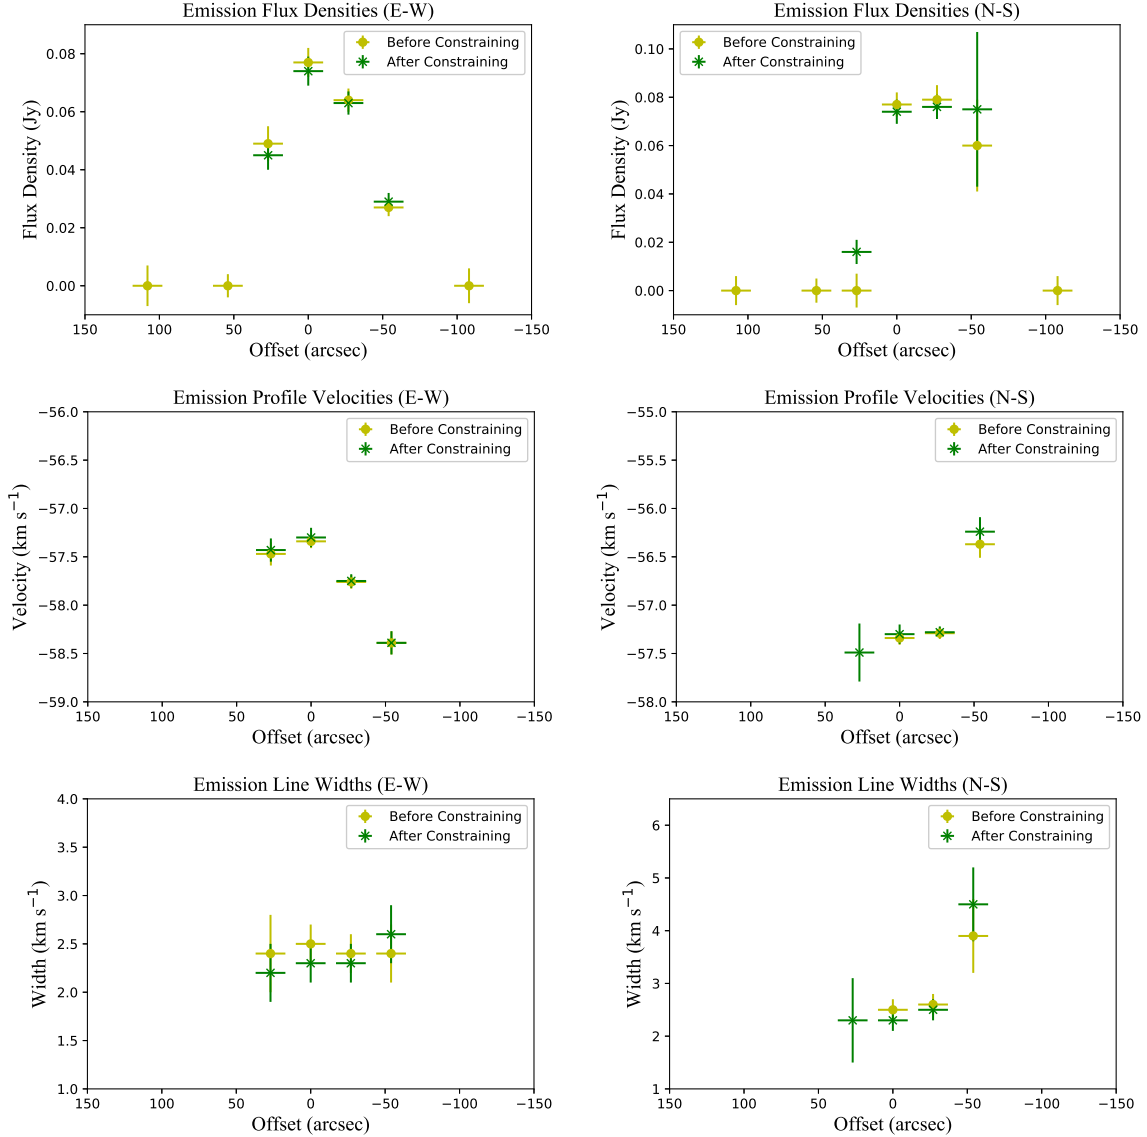 Emission Flux Densities (E-W)
Before Constraining
After Constraining
Flux Density (Jy)
0.08
0.06
0.04
0.02
0.00
150 100 50 0 −50 −100 −150
Offset (arcsec)
Emission Flux Densities (N-S)
Before Constraining
After Constraining
Flux Density (Jy)
0.10
0.08
0.06
0.04
0.02
0.00
150 100 50 0 −50 −100 −150
Offset (arcsec)
Emission Profile Velocities (E-W)
Before Constraining
After Constraining
Velocity (km s−1)
−56.0
−56.5
−57.0
−57.5
−58.0
−58.5
−59.0
150 100 50 0 −50 −100 −150
Offset (arcsec)
Emission Profile Velocities (N-S)
Before Constraining
After Constraining
Velocity (km s−1)
−55.0
−55.5
−56.0
−56.5
−57.0
−57.5
−58.0
150 100 50 0 −50 −100 −150
Offset (arcsec)
Emission Line Widths (E-W)
Before Constraining
After Constraining
Width (km s−1)
4.0
3.5
3.0
2.5
2.0
1.5
1.0
150 100 50 0 −50 −100 −150
Offset (arcsec)
Emission Line Widths (N-S)
Before Constraining
After Constraining
Width (km s−1)
6
5
4
3
2
1
150 100 50 0 −50 −100 −150
Offset (arcsec)